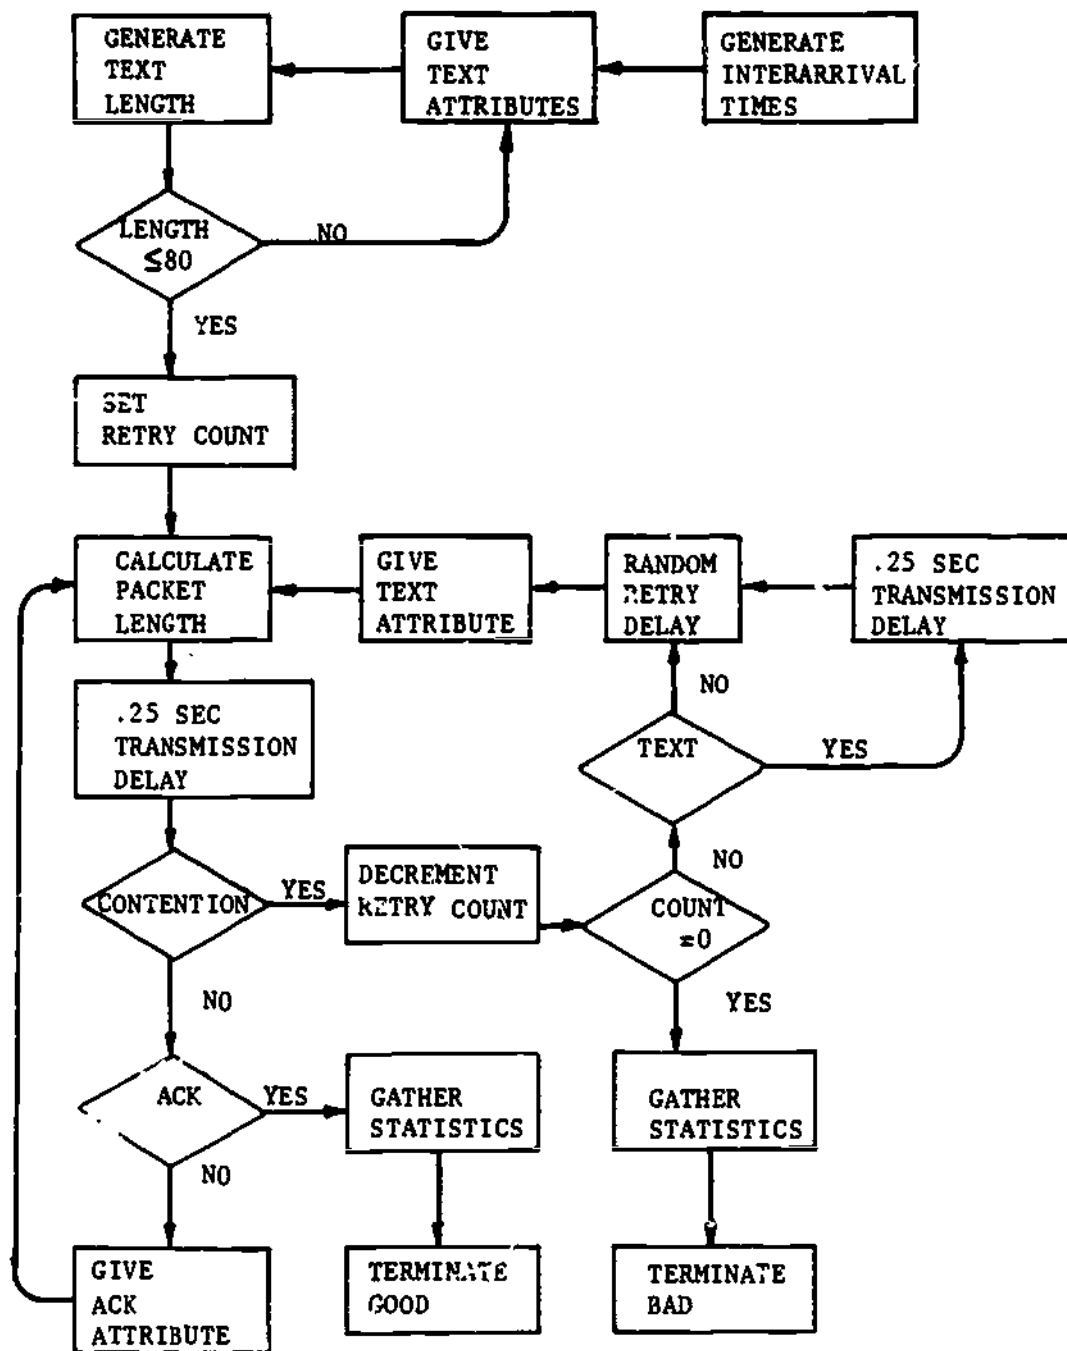 GENERATE
TEXT
LENGTH
GIVE
TEXT
ATTRIBUTES
GENERATE
INTERARRIVAL
TIMES
LENGTH
≦80
NO
YES
SET
RETRY COUNT
CALCULATE
PACKET
LENGTH
GIVE
TEXT
ATTRIBUTE
RANDOM
RETRY
DELAY
.25 SEC
TRANSMISSION
DELAY
NO
.25 SEC
TRANSMISSION
DELAY
TEXT
YES
CONTENTION
YES
DECREMENT
RETRY COUNT
NO
COUNT
=0
NO
YES
ACK
YES
GATHER
STATISTICS
GATHER
STATISTICS
NO
GIVE
ACK
ATTRIBUTE
TERMINATE
GOOD
TERMINATE
BAD